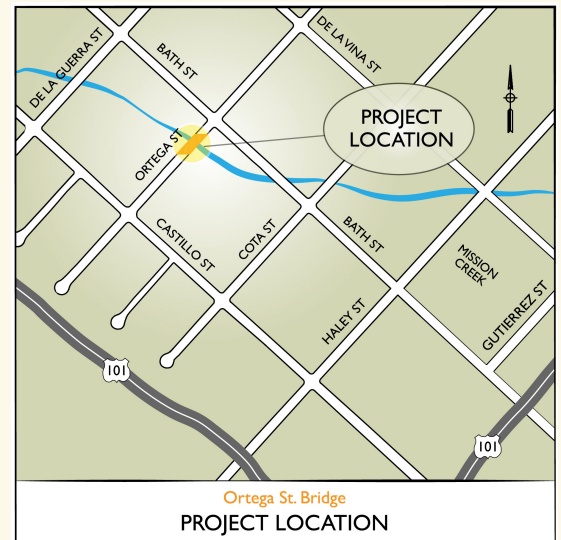 DE LA GUERRA ST
BATH ST
DE LA VINA ST
PROJECT
LOCATION
ORTEGA ST
CASTILLO ST
COTA ST
BATH ST
MISSION
CREEK
HALEY ST
GUTIERREZ ST
101
101
Ortega St. Bridge
PROJECT LOCATION